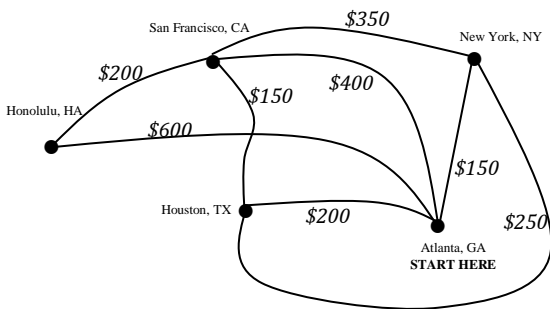 $350
San Francisco, CA
New York, NY
$200
$400
$150
Honolulu, HA
$600
$150
Houston, TX
$200
$250
Atlanta, GA
START HERE